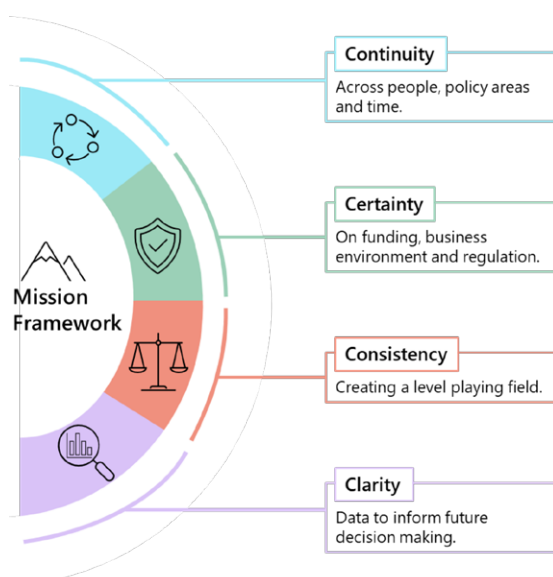 Mission
Framework
Continuity
Across people, policy areas
and time.
Certainty
On funding, business
environment and regulation.
Consistency
Creating a level playing field.
Clarity
Data to inform future
decision making.